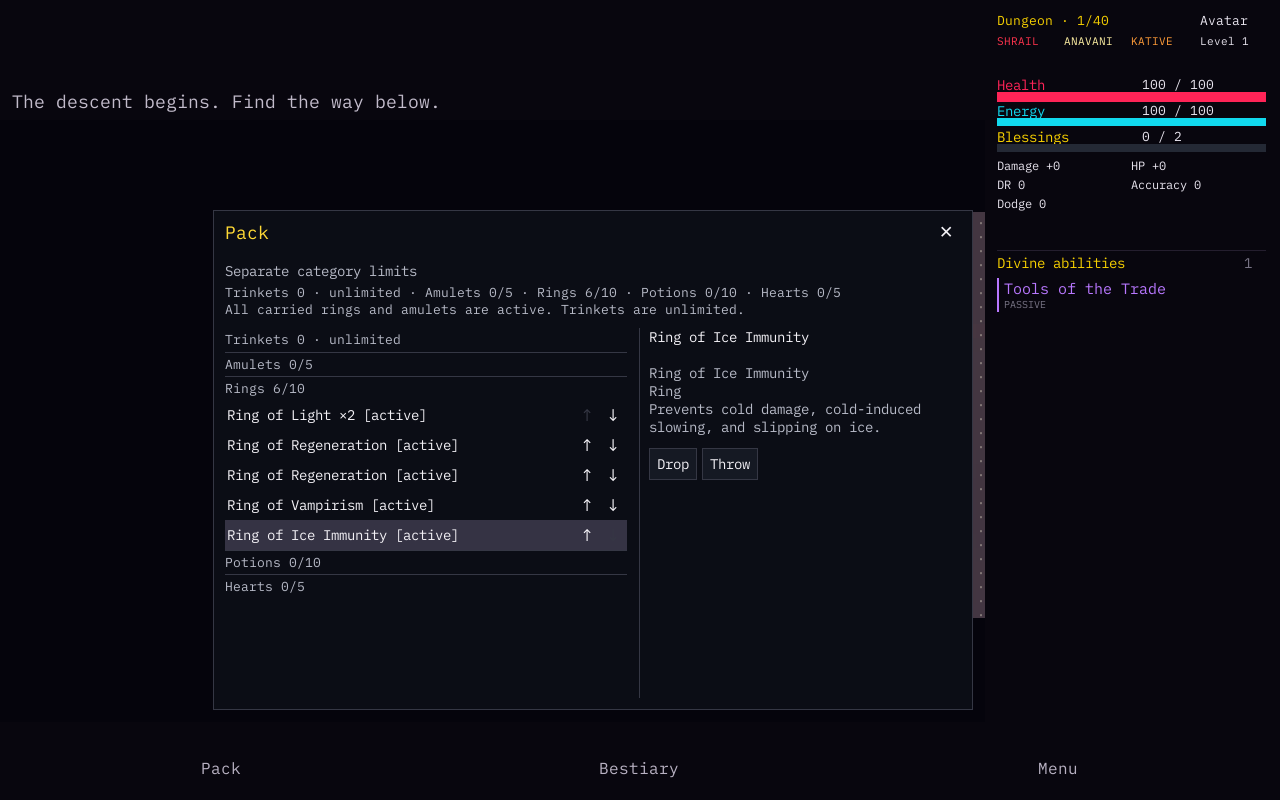 Dungeon · 1/40
Avatar
SHRAIL ANAVANI KATIVE Level 1
The descent begins. Find the way below.
Health 100 / 100
Energy 100 / 100
Blessings 0 / 2
Damage +0 HP +0
DR 0 Accuracy 0
Dodge 0
Divine abilities 1
Tools of the Trade
PASSIVE
Pack ✕
Separate category limits
Trinkets 0 · unlimited · Amulets 0/5 · Rings 6/10 · Potions 0/10 · Hearts 0/5
All carried rings and amulets are active. Trinkets are unlimited.
Trinkets 0 · unlimited
Amulets 0/5
Rings 6/10
Ring of Light ×2 [active] ↑ ↓
Ring of Regeneration [active] ↑ ↓
Ring of Regeneration [active] ↑ ↓
Ring of Vampirism [active] ↑ ↓
Ring of Ice Immunity [active] ↑
Potions 0/10
Hearts 0/5
Ring of Ice Immunity
Ring of Ice Immunity
Ring
Prevents cold damage, cold-induced
slowing, and slipping on ice.
Drop Throw
Pack Bestiary Menu